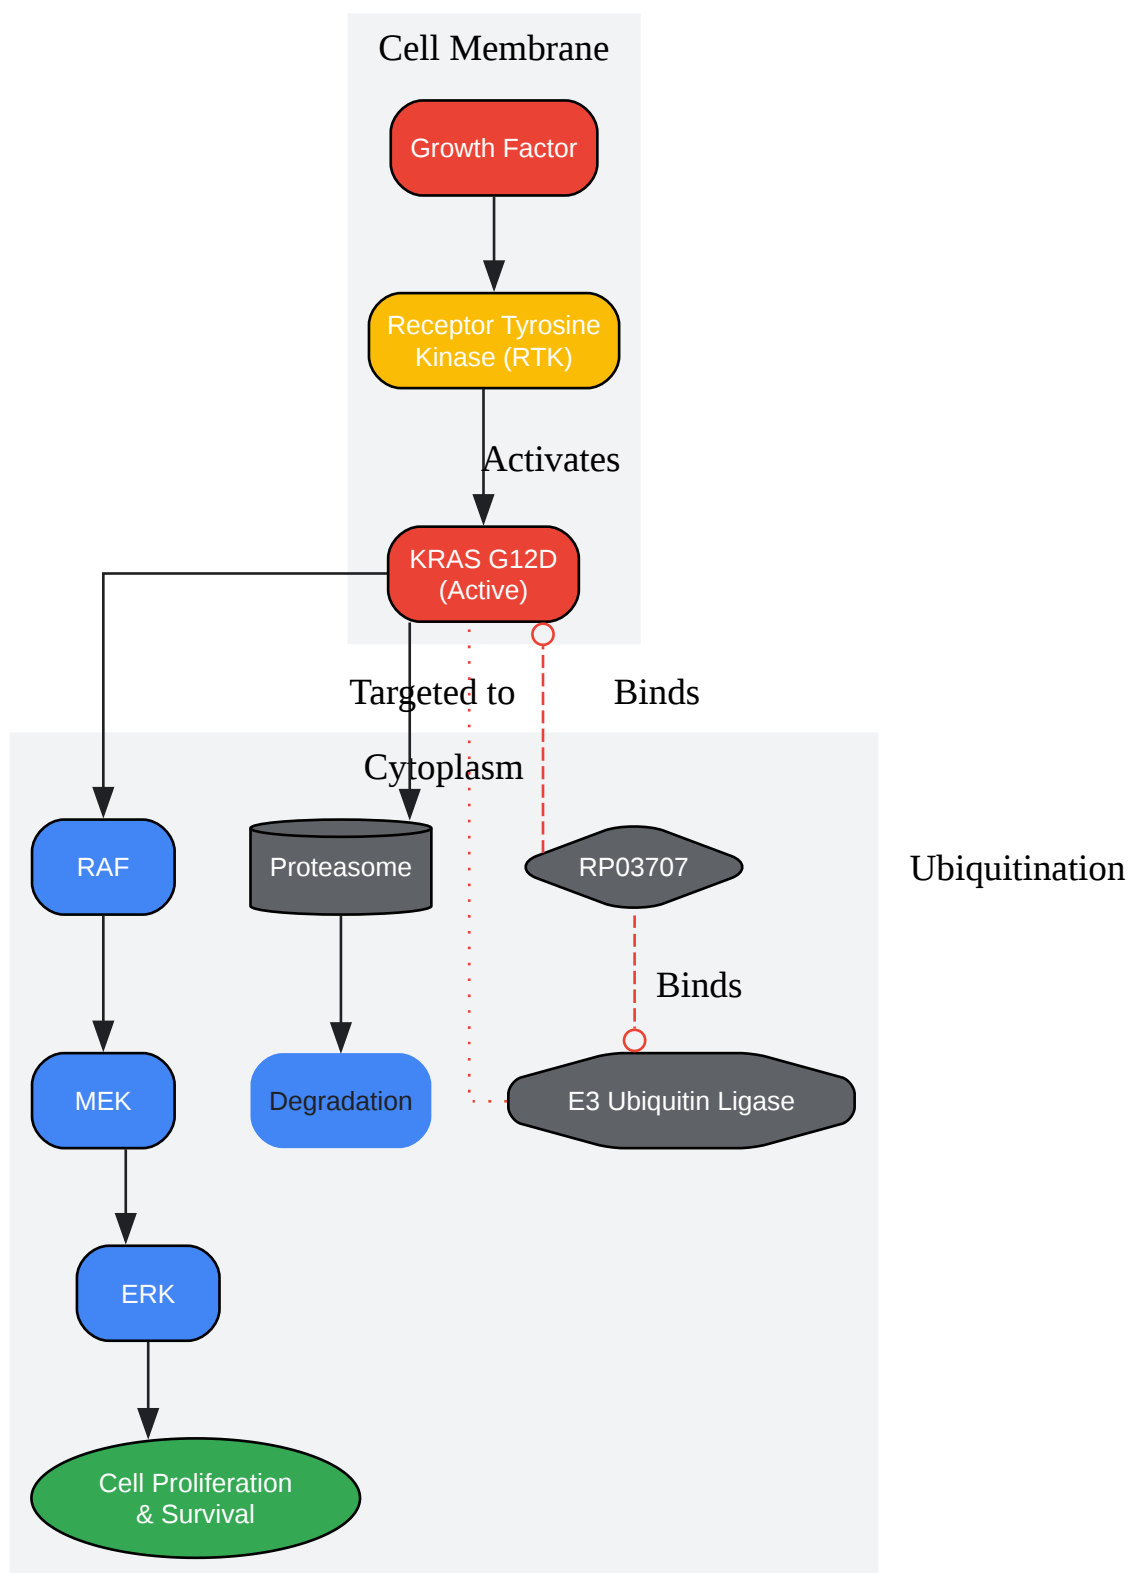 Cell Membrane
Growth Factor
Receptor Tyrosine
Kinase (RTK)
Activates
KRAS G12D
(Active)
Targeted to
Binds
Cytoplasm
RAF
Proteasome
RP03707
Ubiquitination
Binds
MEK
Degradation
E3 Ubiquitin Ligase
ERK
Cell Proliferation
& Survival